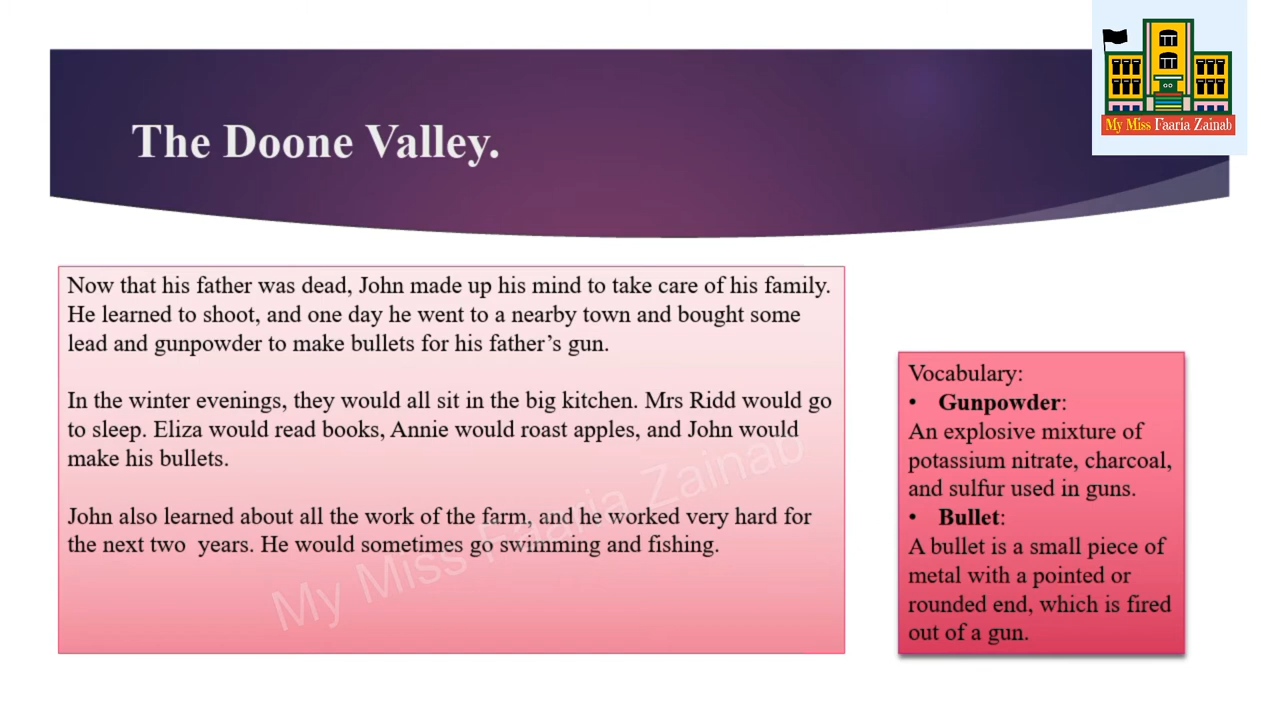 My Miss Faaria Zainab
The Doone Valley.
Now that his father was dead, John made up his mind to take care of his family.
He learned to shoot, and one day he went to a nearby town and bought some
lead and gunpowder to make bullets for his father’s gun.
In the winter evenings, they would all sit in the big kitchen. Mrs Ridd would go
to sleep. Eliza would read books, Annie would roast apples, and John would
make his bullets.
John also learned about all the work of the farm, and he worked very hard for
the next two  years. He would sometimes go swimming and fishing.
My Miss Faaria Zainab
Vocabulary:
• Gunpowder:
An explosive mixture of
potassium nitrate, charcoal,
and sulfur used in guns.
• Bullet:
A bullet is a small piece of
metal with a pointed or
rounded end, which is fired
out of a gun.